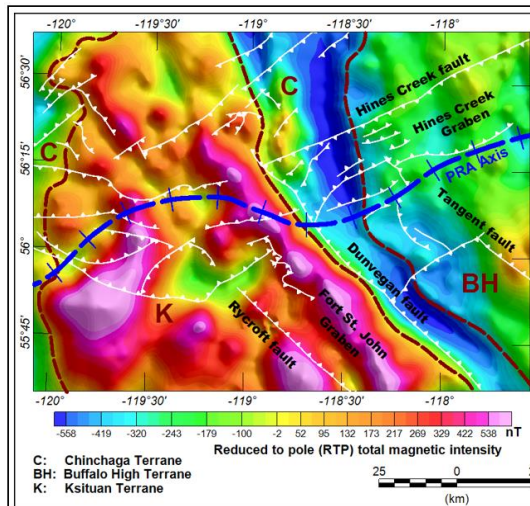 -120° -119°30' -119° -118°30' -118°
56°30'
C
Hines Creek fault
Hines Creek
Graben
C
56°15'
PRA Axis
Tangent fault
56°
Dunvegan fault
BH
Fort St. John
Graben
K
Rycroft fault
55°45'
-120° -119°30' -119° -118°30' -118°
-558 -419 -320 -243 -179 -100 -2 52 95 132 173 217 269 329 422 538 nT
Reduced to pole (RTP) total magnetic intensity
C: Chinchaga Terrane
BH: Buffalo High Terrane
K: Ksituan Terrane
25 0
(km)